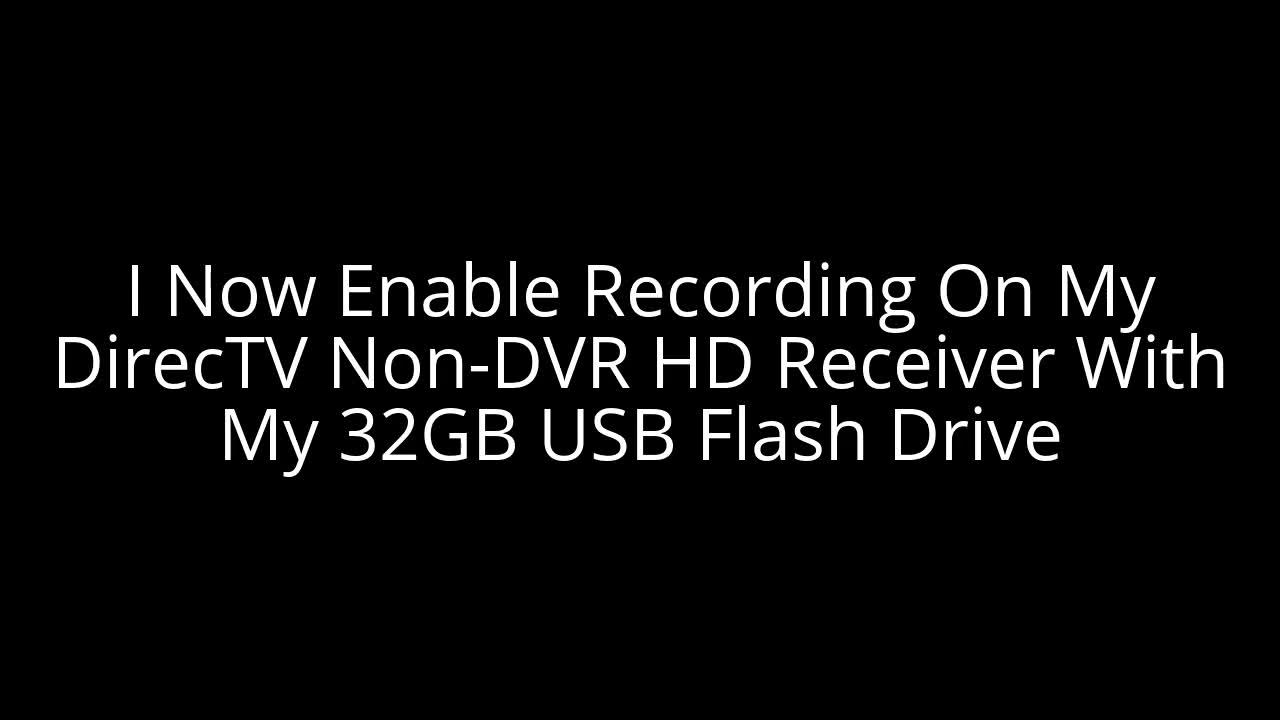 I Now Enable Recording On My
DirecTV Non-DVR HD Receiver With
My 32GB USB Flash Drive